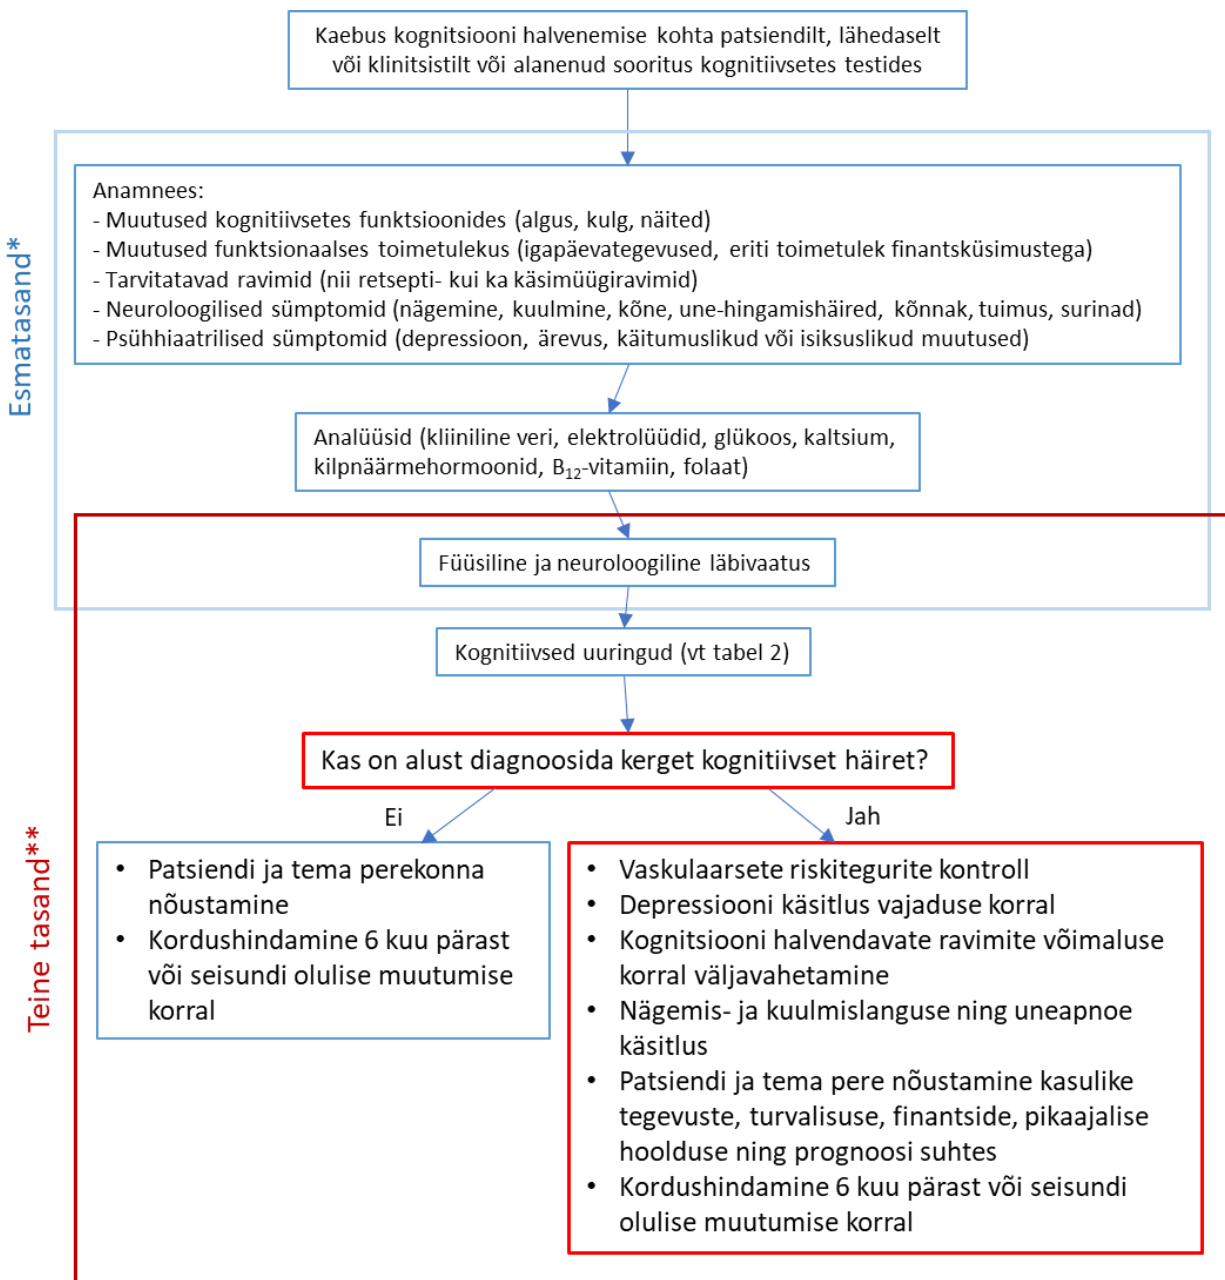 Kaebus kognitsiooni halvenemise kohta patsiendilt, lähedaselt
või klinitsistilt või alanenud sooritus kognitiivsetes testides
Esmatasand*
Anamnees:
- Muutused kognitiivsetes funktsioonides (algus, kulg, näited)
- Muutused funktsionaalses toimetulekus (igapäevategevused, eriti toimetulek finantsküsimustega)
- Tarvitatavad ravimid (nii retsepti- kui ka käsimüügiravimid)
- Neuroloogilised sümptomid (nägemine, kuulmine, kõne, une-hingamishäired, kõnnak, tuimus, surinad)
- Psühhiaatrilised sümptomid (depressioon, ärevus, käitumuslikud või isiksuslikud muutused)
Analüüsid (kliiniline veri, elektrolüüdid, glükoos, kaltsium,
kilpnäärmehormoonid, B₁₂-vitamiin, folaat)
Füüsiline ja neuroloogiline läbivaatus
Teine tasand**
Kognitiivsed uuringud (vt tabel 2)
Kas on alust diagnoosida kerget kognitiivset häiret?
Ei
Jah
• Patsiendi ja tema perekonna
nõustamine
• Kordushindamine 6 kuu pärast
või seisundi olulise muutumise
korral
• Vaskulaarsete riskitegurite kontroll
• Depressiooni käsitlus vajaduse korral
• Kognitsiooni halvendavate ravimite võimaluse
korral väljavahetamine
• Nägemis- ja kuulmislanguse ning uneapnoe
käsitlus
• Patsiendi ja tema pere nõustamine kasulike
tegevuste, turvalisuse, finantside, pikaajalise
hoolduse ning prognoosi suhtes
• Kordushindamine 6 kuu pärast või seisundi
olulise muutumise korral